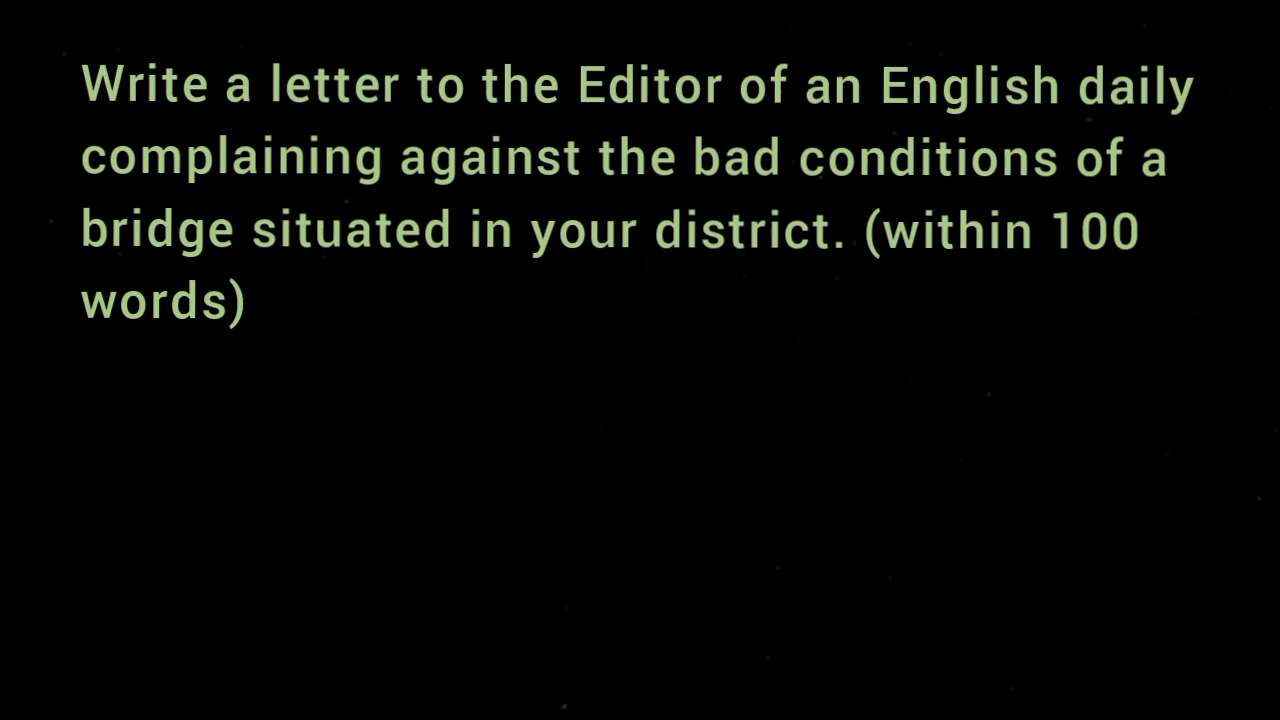 Write a letter to the Editor of an English daily
complaining against the bad conditions of a
bridge situated in your district. (within 100
words)